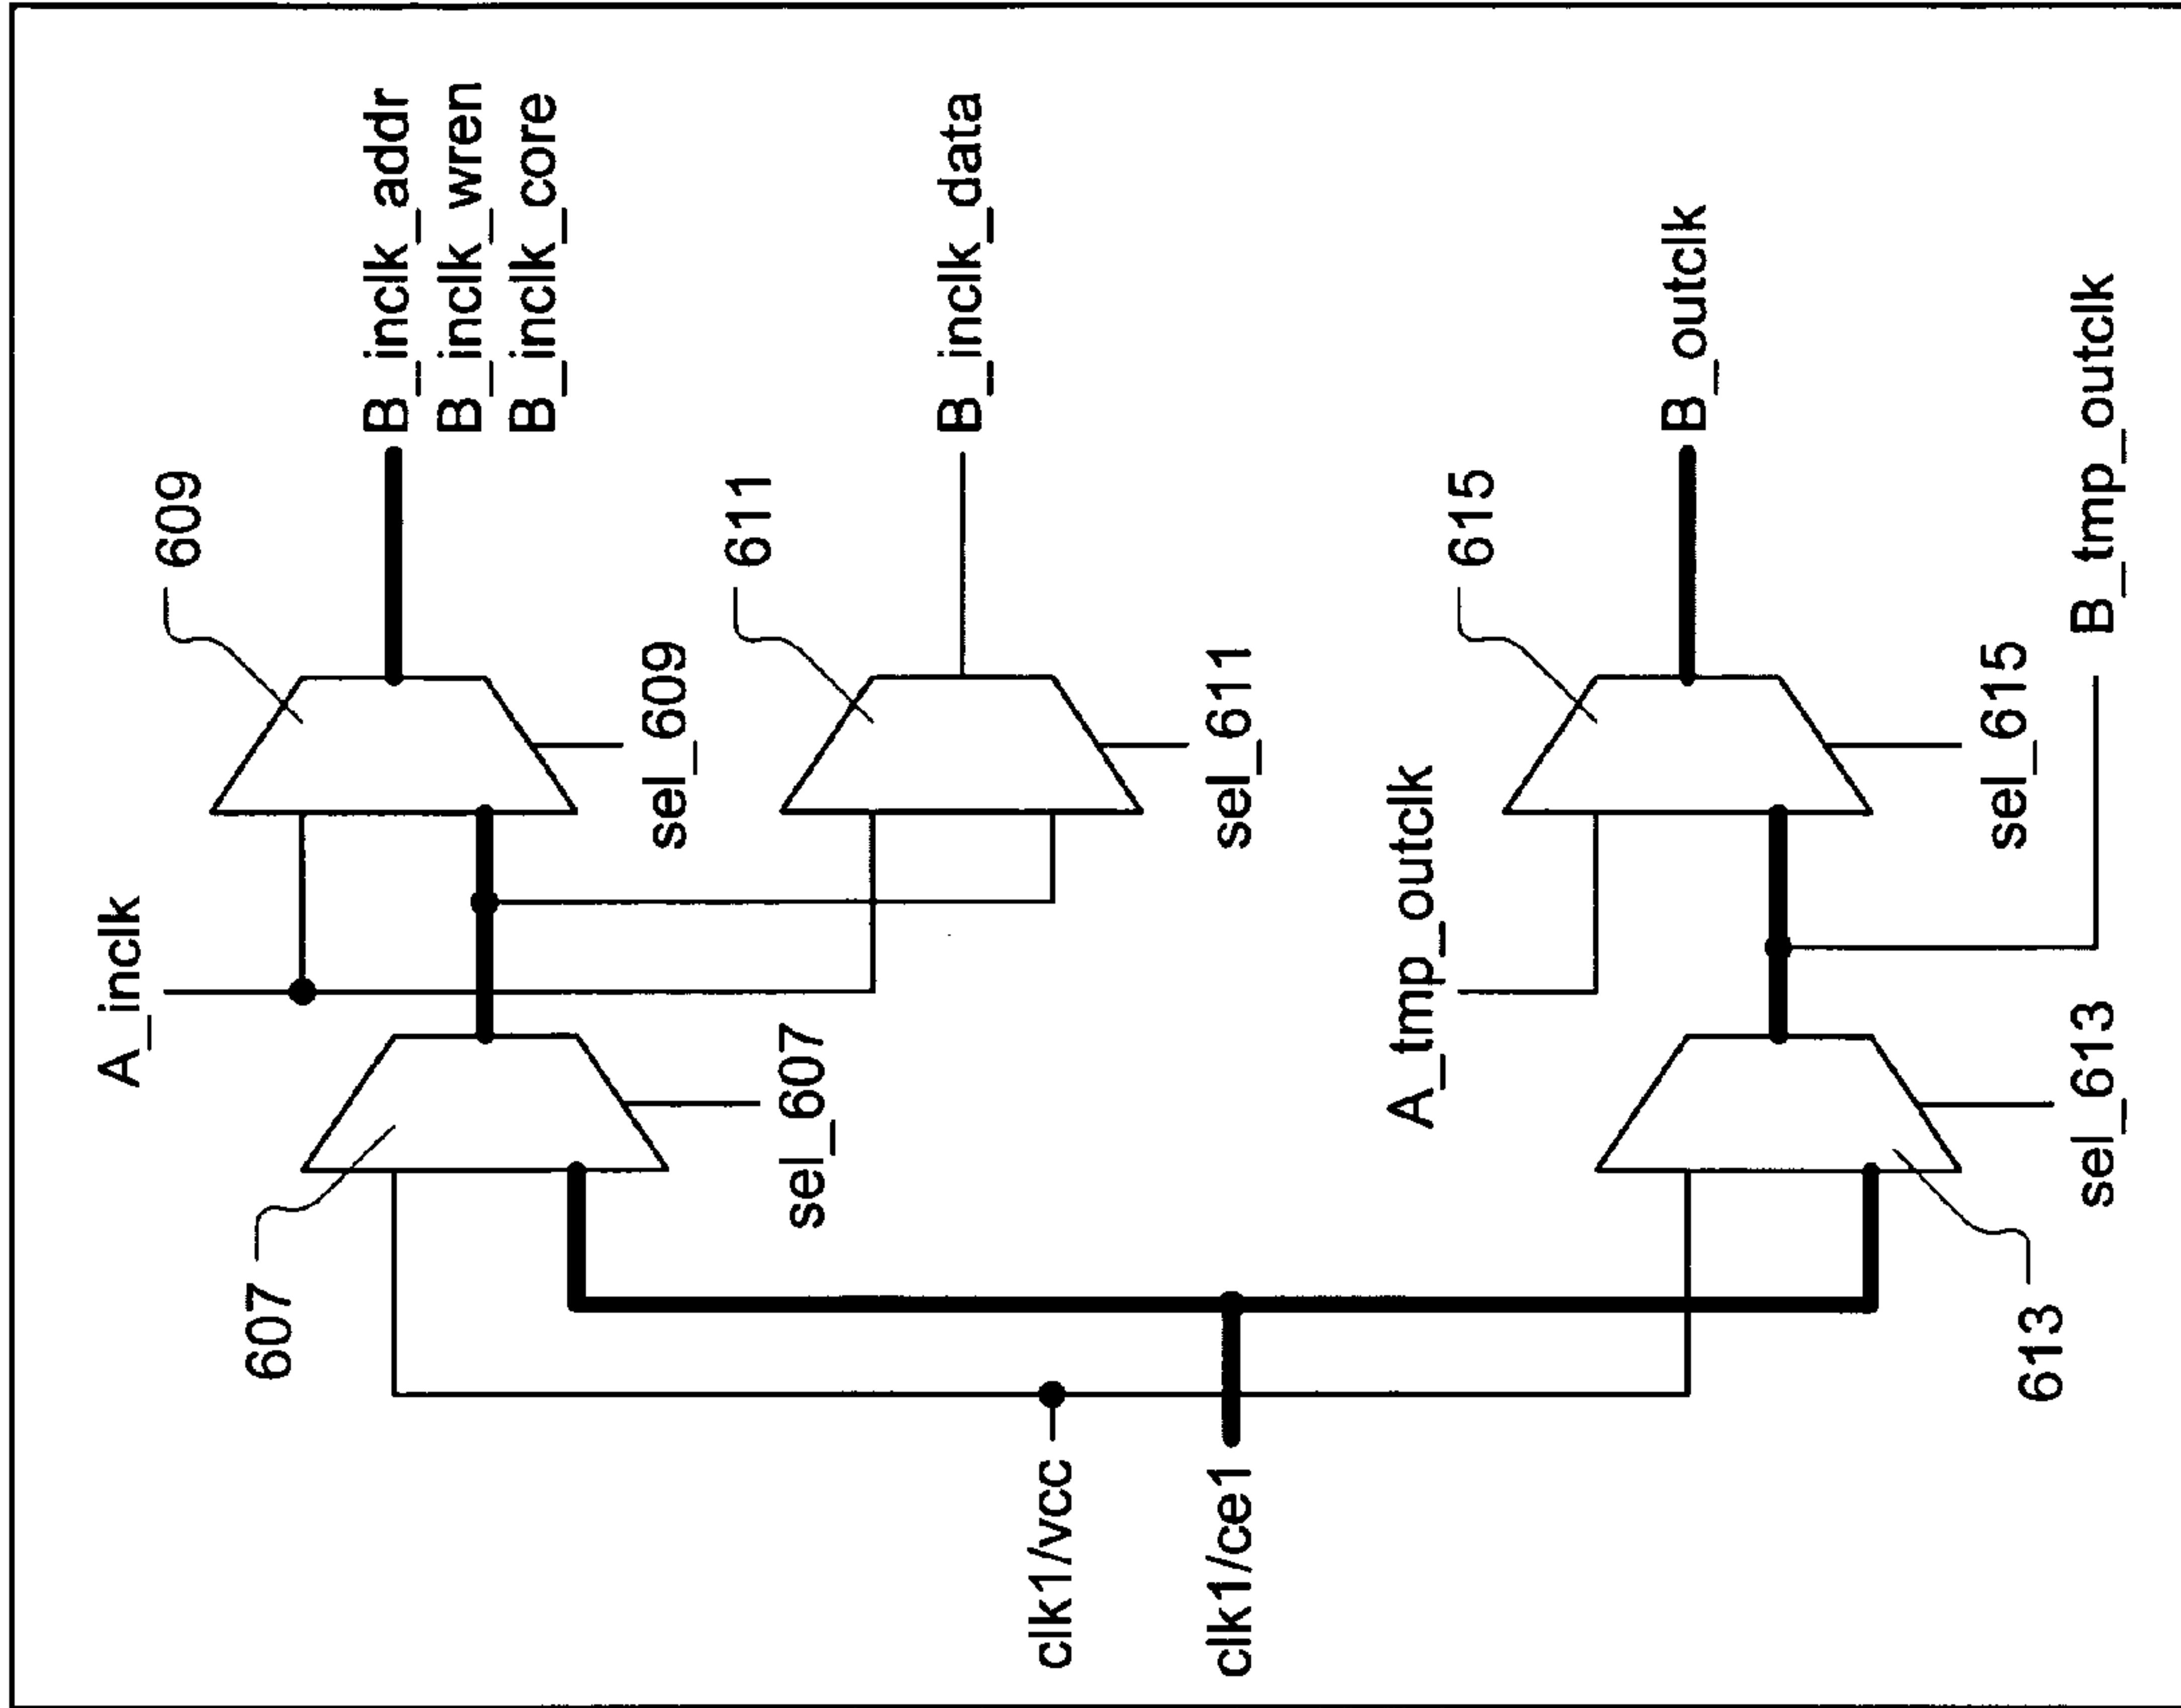 A_inclk
609
B_inclk_addr
B_inclk_wren
B_inclk_core
607
sel_609
sel_607
611
B_inclk_data
clk1/vcc
sel_611
clk1/ce1
A_tmp_outclk
615
B_outclk
sel_615
613
sel_613
B_tmp_outclk